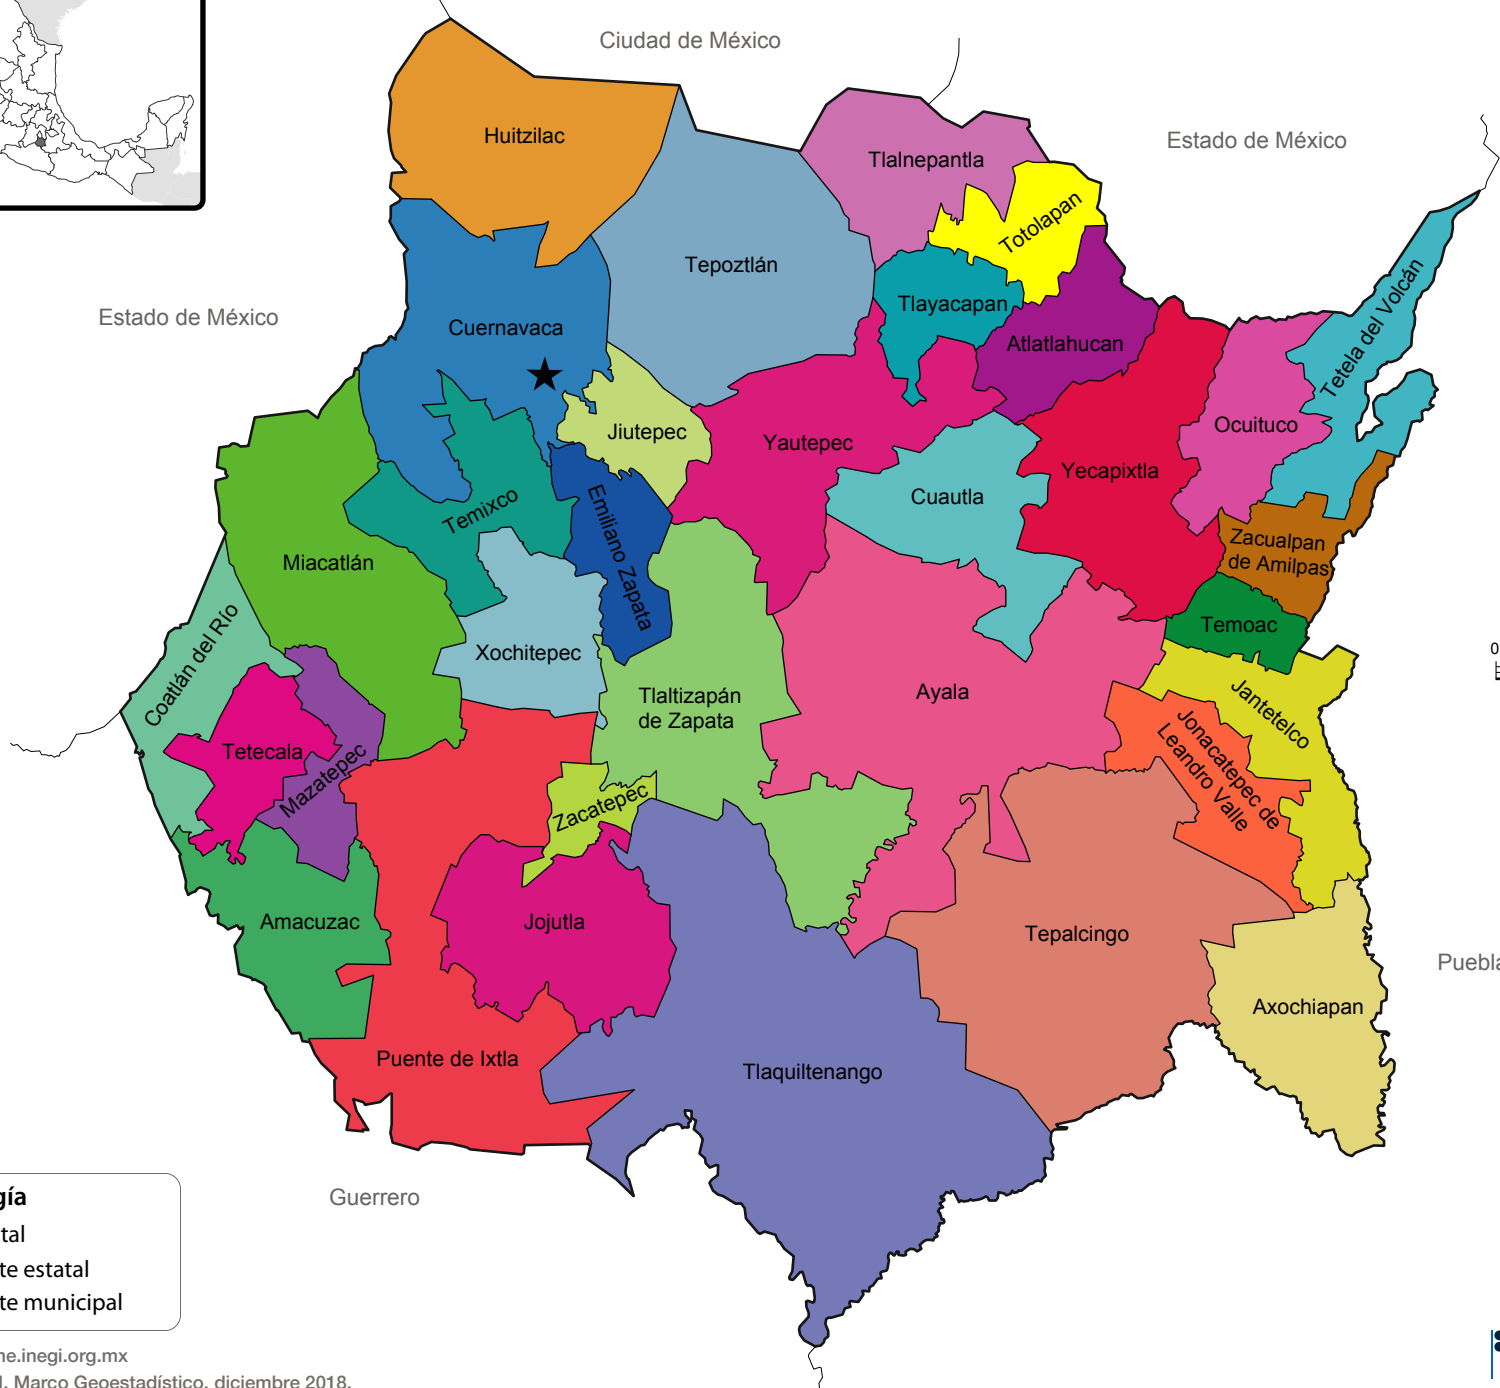 Ciudad de México
Huitzilac
Tlalnepantla
Estado de México
Totolapan
Tepoztlán
Tlayacapan
Tetela del Volcán
Estado de México
Cuernavaca
Atlatlahucan
Jiutepec
Yautepec
Ocuituco
Yecapixtla
Cuautla
Temixco
Emiliano Zapata
Miacatlán
Zacualpan
de Amilpas
Temoac
Coatlán del Río
Xochitepec
Tlaltizapán
de Zapata
Ayala
Jantetelco
Tetecala
Mazatepec
Jonacatepec de
Leandro Valle
Zacatepec
Amacuzac
Jojutla
Tepalcingo
Puebla
Axochiapan
Puente de Ixtla
Tlaquiltenango
Guerrero
gía
tal
te estatal
te municipal
ne.inegi.org.mx
. Marco Geoestadístico, diciembre 2018.
0